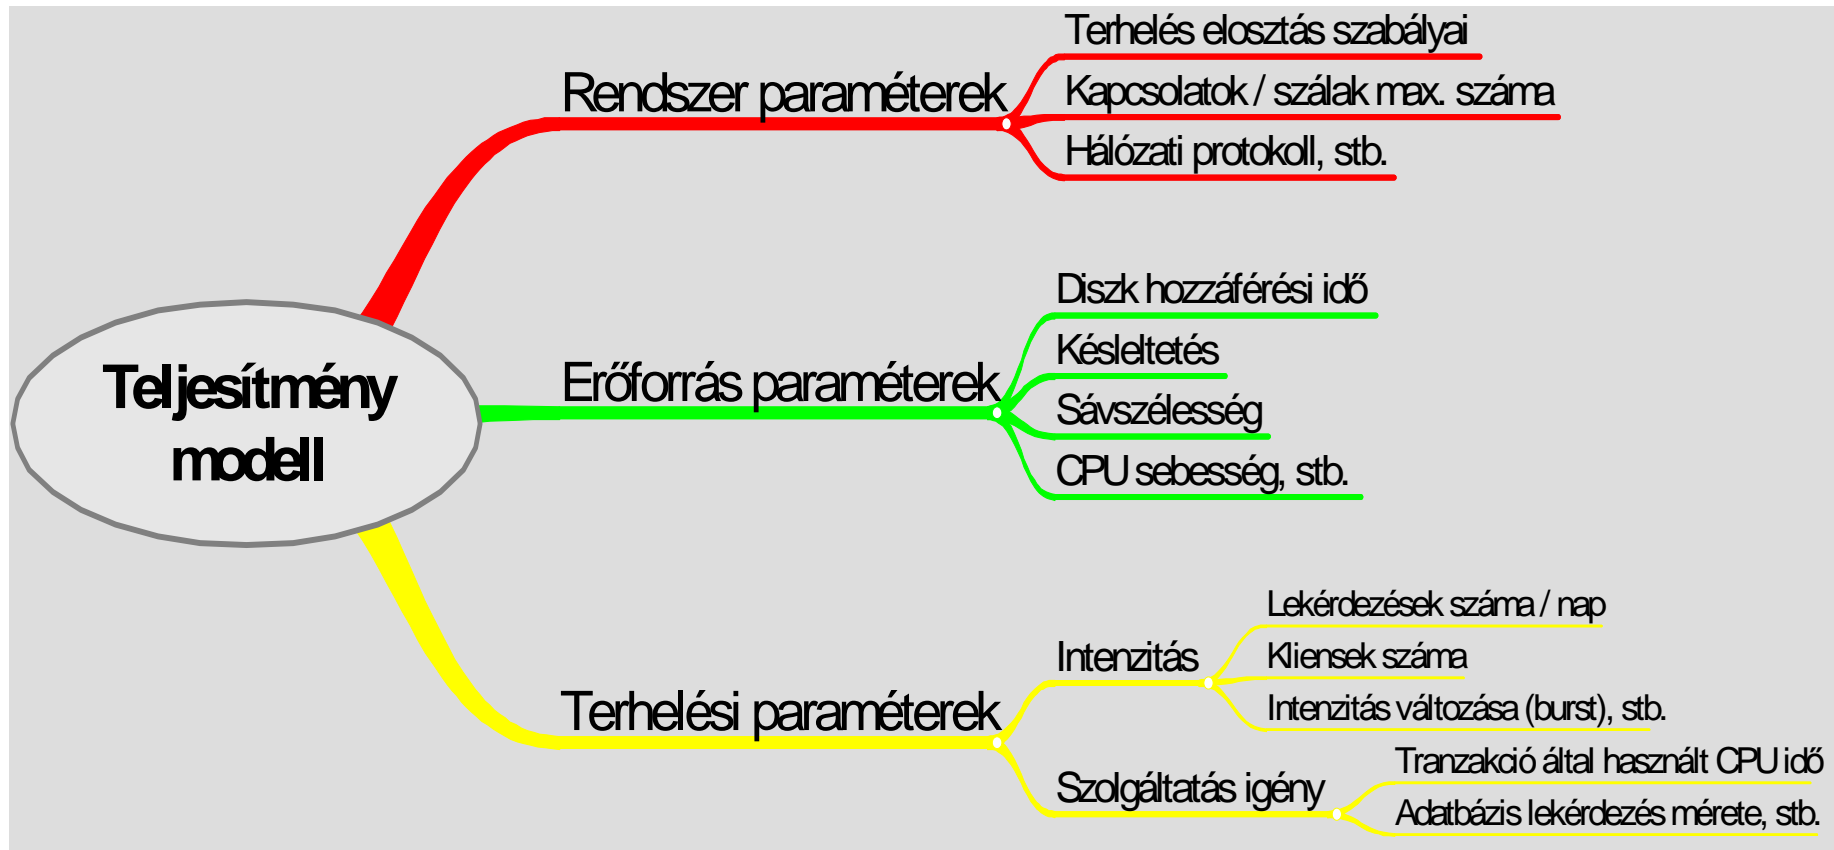 Teljesítmény
modell
Rendszer paraméterek
Terhelés elosztás szabályai
Kapcsolatok / szálak max. száma
Hálózati protokoll, stb.
Erőforrás paraméterek
Diszk hozzáférési idő
Késleltetés
Sávszélesség
CPU sebesség, stb.
Terhelési paraméterek
Intenzitás
Lekérdezések száma / nap
Kliensek száma
Intenzitás változása (burst), stb.
Szolgáltatás igény
Tranzakció által használt CPU idő
Adatbázis lekérdezés mérete, stb.